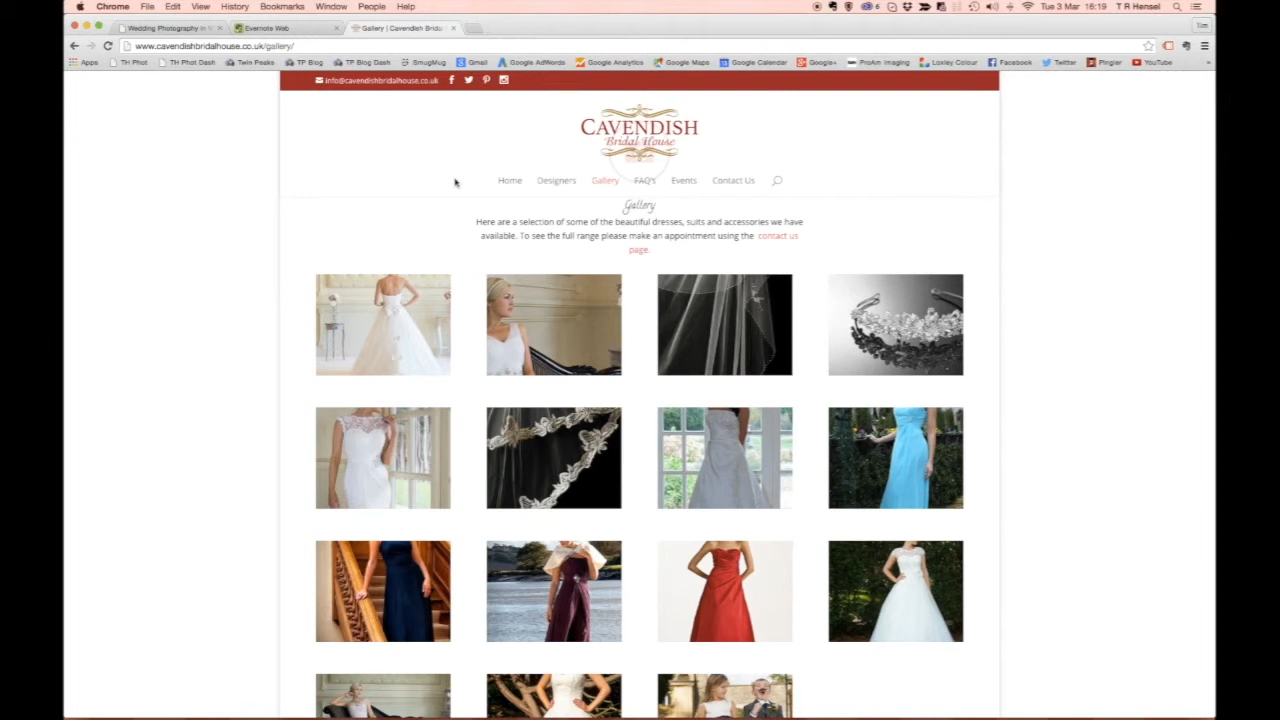 Chrome File Edit View History Bookmarks Window People Help Tue 3 Mar 16:19 T R Hensel
Evernote Web Gallery | Cavendish Brida Tim
www.cavendishbridalhouse.co.uk/gallery/
Apps TH Phot TH Phot Dash Twin Peaks TP Blog TP Blog Dash SmugMug Gmail Google AdWords Google Analytics Google Maps Google Calendar Google+ ProAm Imaging Loxley Colour Facebook Twitter Pingler YouTube »
info@cavendishbridalhouse.co.uk
CAVENDISH
Bridal House
Home Designers Gallery FAQ's Events Contact Us
Gallery
Here are a selection of some of the beautiful dresses, suits and accessories we have
available. To see the full range please make an appointment using the contact us
page.